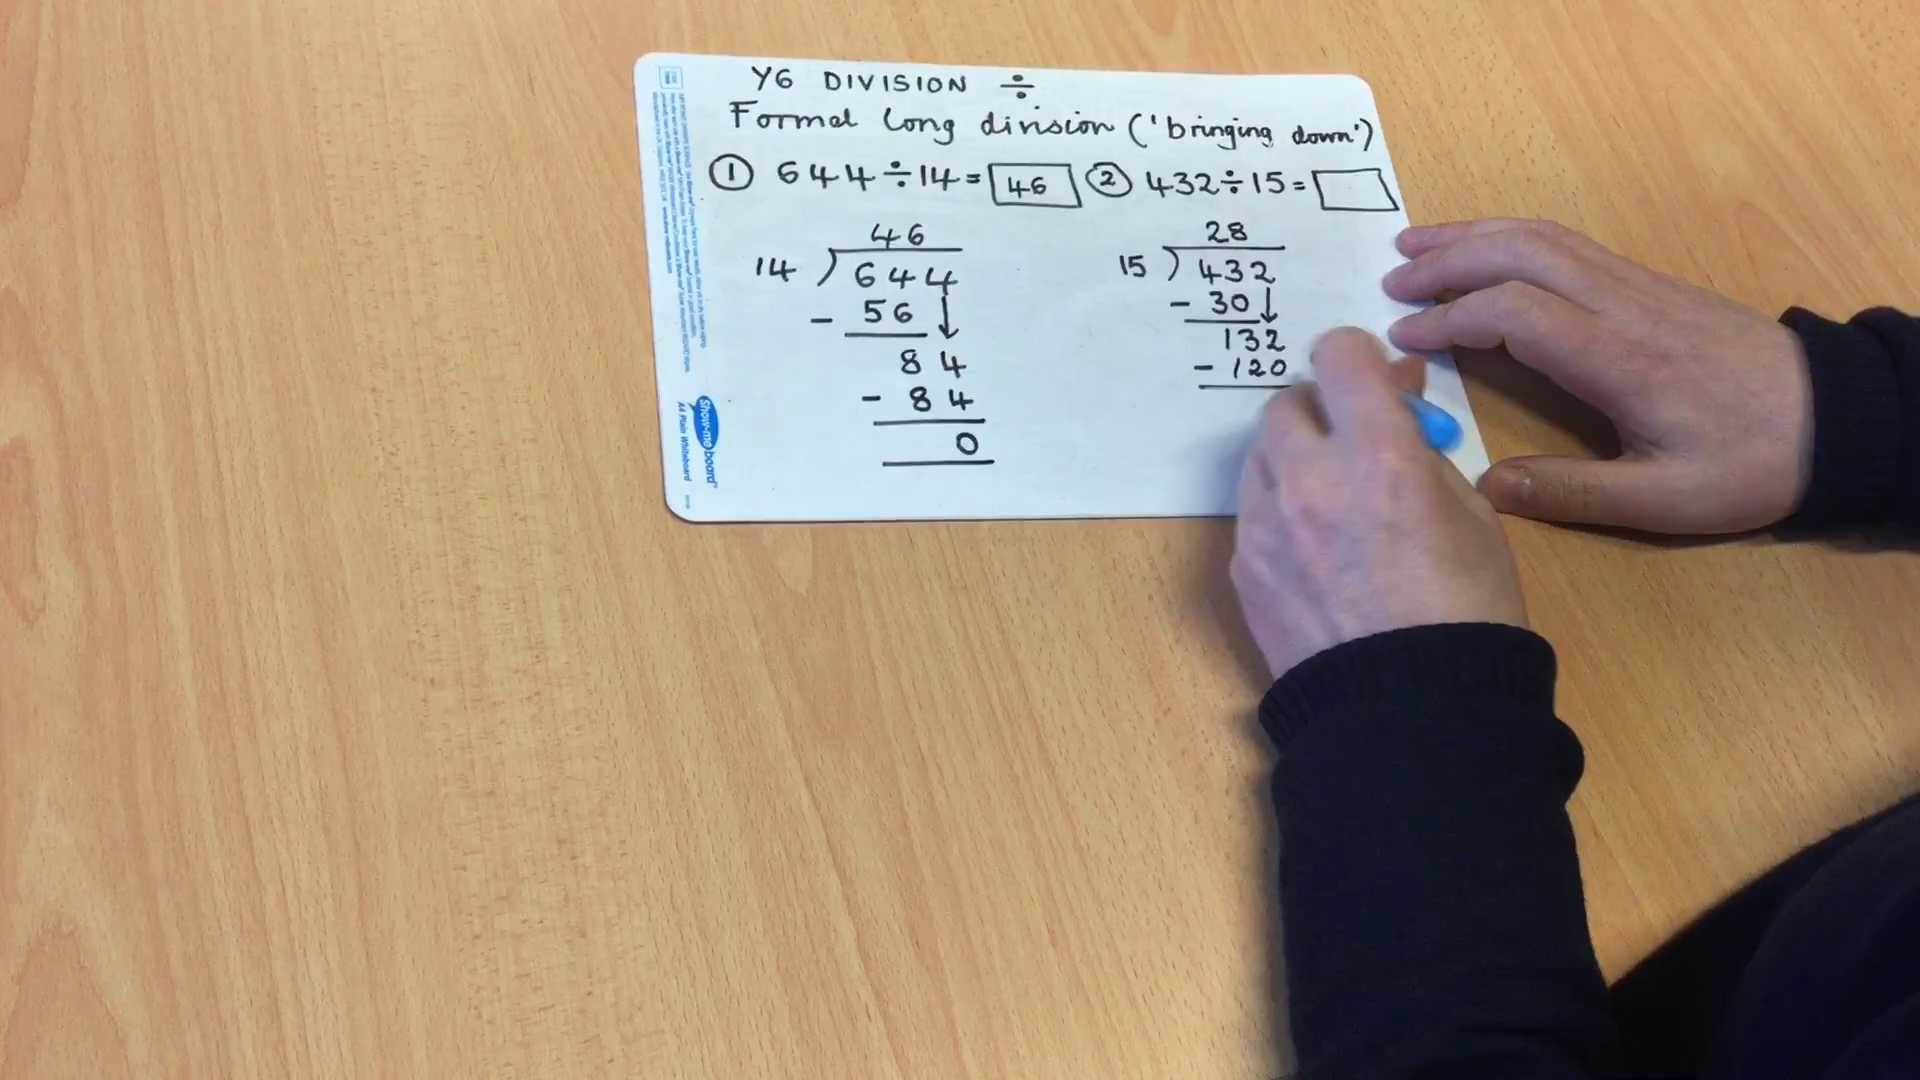 Y6 DIVISION ÷
Formal long division ('bringing down')
① 644÷14= 46 ② 432÷15=
46
14 ) 644
- 56 ↓
84
- 84
0
28
15 ) 432
- 30 ↓
132
- 120
Show-me board
A4 Plain Whiteboard